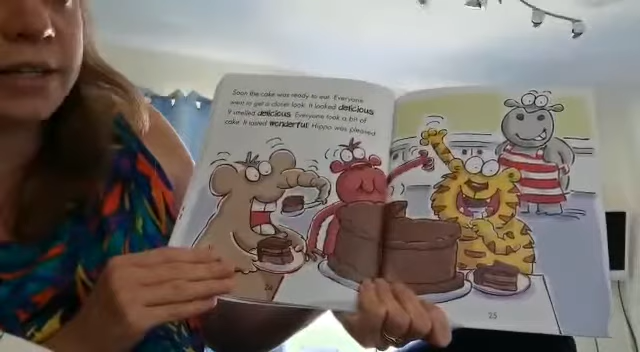 Soon the cake was ready to eat. Everyone
went to get a closer look. It looked delicious.
It smelled delicious. Everyone took a bit of
cake. It tasted wonderful. Hippo was pleased.
24
25